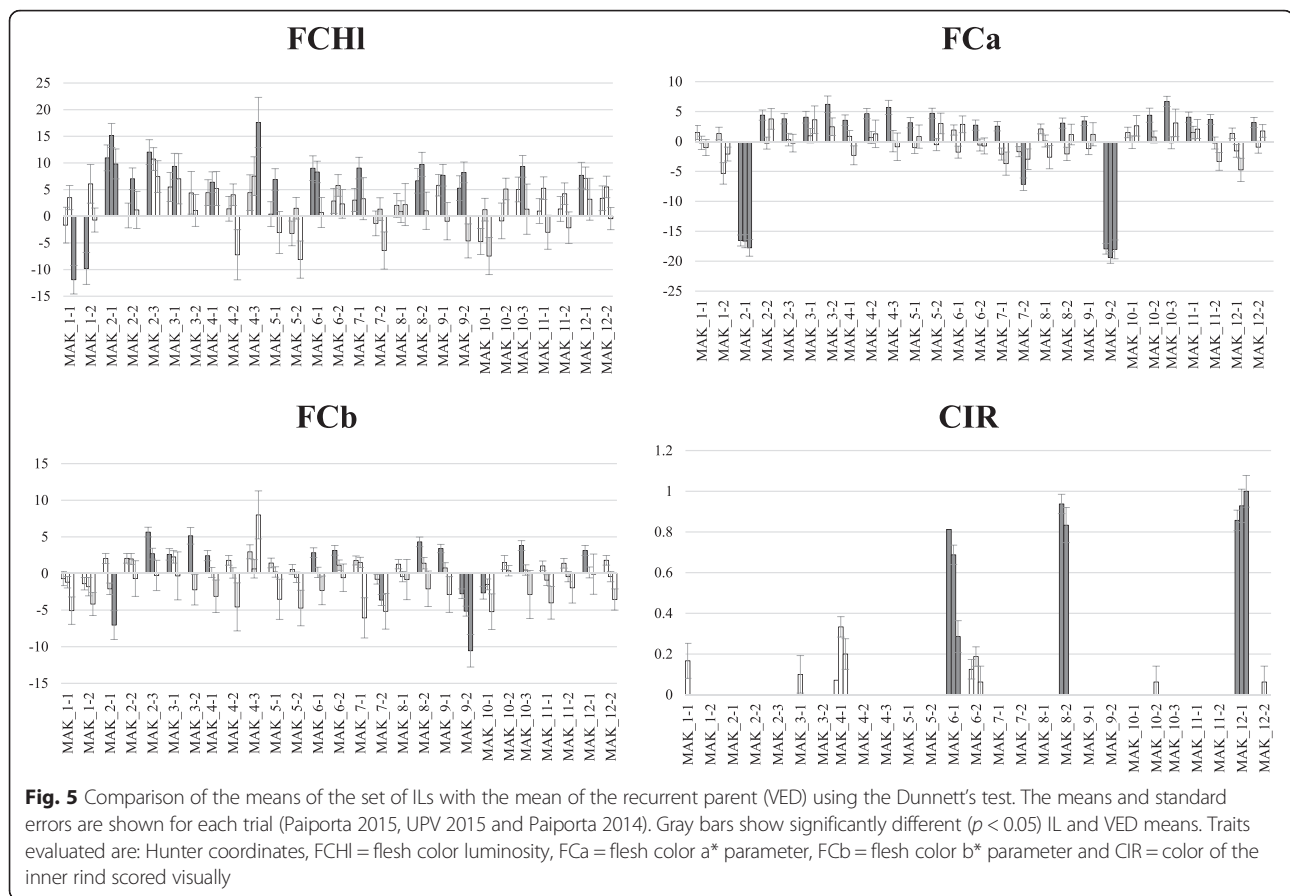 FCHl
25
20
15
10
5
0
-5
-10
-15
MAK_1-1
MAK_1-2
MAK_2-1
MAK_2-2
MAK_2-3
MAK_3-1
MAK_3-2
MAK_4-1
MAK_4-2
MAK_4-3
MAK_5-1
MAK_5-2
MAK_6-1
MAK_6-2
MAK_7-1
MAK_7-2
MAK_8-1
MAK_8-2
MAK_9-1
MAK_9-2
MAK_10-1
MAK_10-2
MAK_10-3
MAK_11-1
MAK_11-2
MAK_12-1
MAK_12-2
FCa
10
5
0
-5
-10
-15
-20
-25
MAK_1-1
MAK_1-2
MAK_2-1
MAK_2-2
MAK_2-3
MAK_3-1
MAK_3-2
MAK_4-1
MAK_4-2
MAK_4-3
MAK_5-1
MAK_5-2
MAK_6-1
MAK_6-2
MAK_7-1
MAK_7-2
MAK_8-1
MAK_8-2
MAK_9-1
MAK_9-2
MAK_10-1
MAK_10-2
MAK_10-3
MAK_11-1
MAK_11-2
MAK_12-1
MAK_12-2
FCb
15
10
5
0
-5
-10
-15
MAK_1-1
MAK_1-2
MAK_2-1
MAK_2-2
MAK_2-3
MAK_3-1
MAK_3-2
MAK_4-1
MAK_4-2
MAK_4-3
MAK_5-1
MAK_5-2
MAK_6-1
MAK_6-2
MAK_7-1
MAK_7-2
MAK_8-1
MAK_8-2
MAK_9-1
MAK_9-2
MAK_10-1
MAK_10-2
MAK_10-3
MAK_11-1
MAK_11-2
MAK_12-1
MAK_12-2
CIR
1.2
1
0.8
0.6
0.4
0.2
0
MAK_1-1
MAK_1-2
MAK_2-1
MAK_2-2
MAK_2-3
MAK_3-1
MAK_3-2
MAK_4-1
MAK_4-2
MAK_4-3
MAK_5-1
MAK_5-2
MAK_6-1
MAK_6-2
MAK_7-1
MAK_7-2
MAK_8-1
MAK_8-2
MAK_9-1
MAK_9-2
MAK_10-1
MAK_10-2
MAK_10-3
MAK_11-1
MAK_11-2
MAK_12-1
MAK_12-2
Fig. 5 Comparison of the means of the set of ILs with the mean of the recurrent parent (VED) using the Dunnett's test. The means and standard
errors are shown for each trial (Paiporta 2015, UPV 2015 and Paiporta 2014). Gray bars show significantly different (p < 0.05) IL and VED means. Traits
evaluated are: Hunter coordinates, FCHl = flesh color luminosity, FCa = flesh color a* parameter, FCb = flesh color b* parameter and CIR = color of the
inner rind scored visually